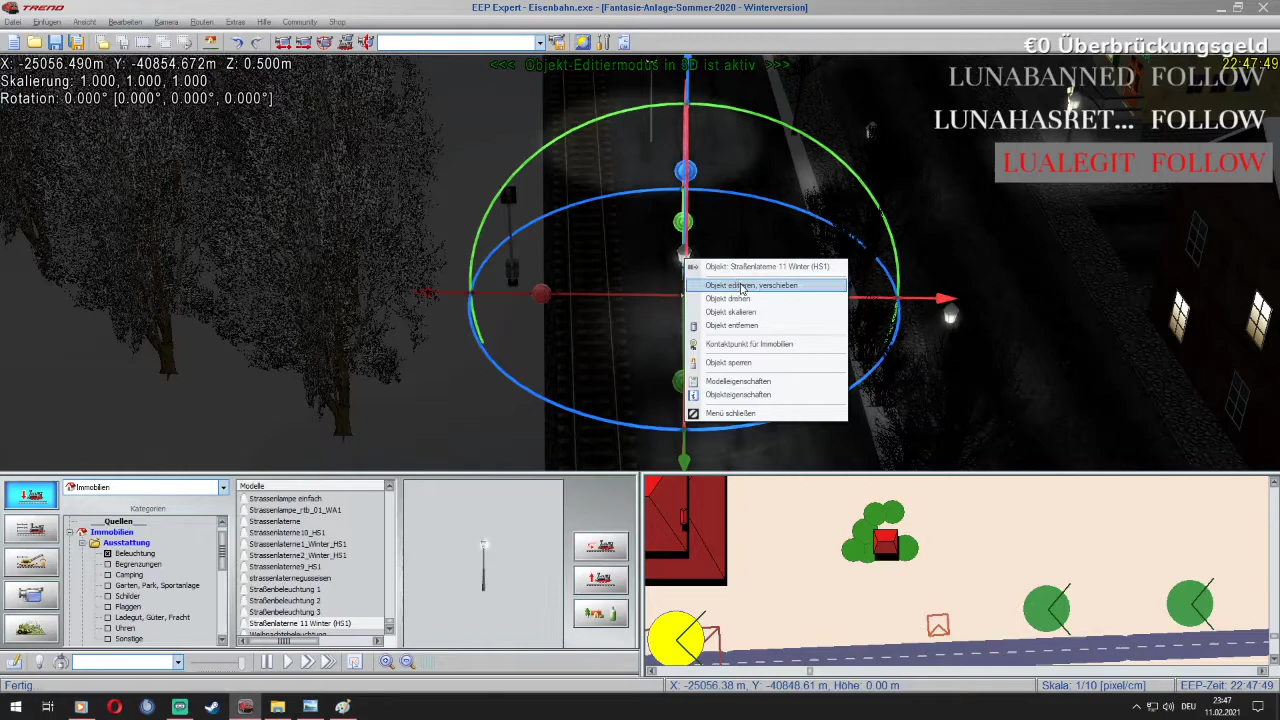 TREND
EEP Expert - Eisenbahn.exe - [Fantasie-Anlage-Sommer-2020 - Winterversion)
Datei Einfügen Ansicht Bearbeiten Kamera Routen Extras Hilfe Community Shop
€0 Überbrückungsgeld
X: -25056.490m Y: -40854.672m Z: 0.500m
<<< Objekt-Editiermodus in 3D ist aktiv >>>
22:47:49
Skalierung: 1.000, 1.000, 1.000
Rotation: 0.000° [0.000°, 0.000°, 0.000°]
LUNABANNED FOLLOW
LUNAHASRET... FOLLOW
LUALEGIT FOLLOW
Objekt: Straßenlaterne 11 Winter (HS1)
Objekt editieren, verschieben
Objekt drehen
Objekt skalieren
Objekt entfernen
Kontaktpunkt für Immobilien
Objekt sperren
Modelleigenschaften
Objekteigenschaften
Menü schließen
Immobilien
Kategorien
__Quellen__
Immobilien
Ausstattung
Beleuchtung
Begrenzungen
Camping
Garten, Park, Sportanlage
Schilder
Flaggen
Ladegut, Güter, Fracht
Uhren
Sonstige
Modelle
Strassenlampe einfach
Strassenlampe_rtb_01_WA1
Strassenlaterne
Strassenlaterne10_HS1
Strassenlaterne1_Winter_HS1
Strassenlaterne2_Winter_HS1
Strassenlaterne9_HS1
strassenlaternegusseisen
Straßenbeleuchtung 1
Straßenbeleuchtung 2
Straßenbeleuchtung 3
Straßenlaterne 11 Winter (HS1)
Weihnachtsbeleuchtung
Fertig...
X: -25056.38 m, Y: -40848.61 m, Höhe: 0.00 m
Skala: 1/10 [pixel/cm]
EEP-Zeit: 22:47:49
DEU
23:47
11.02.2021